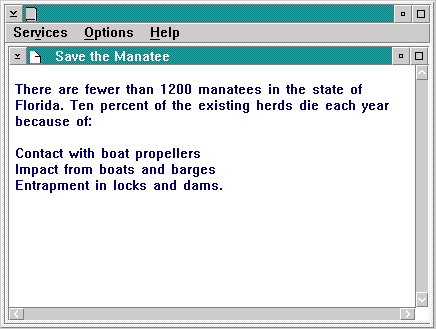 Services Options Help
Save the Manatee
There are fewer than 1200 manatees in the state of
Florida. Ten percent of the existing herds die each year
because of:
Contact with boat propellers
Impact from boats and barges
Entrapment in locks and dams.